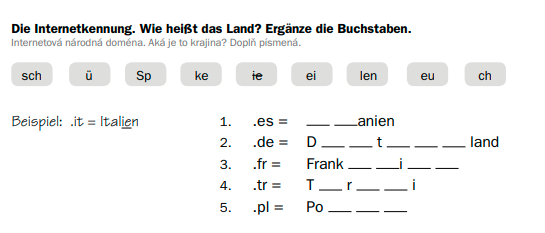 Die Internetkennung. Wie heißt das Land? Ergänze die Buchstaben.
Internetová národná doména. Aká je to krajina? Doplň písmená.
sch ü Sp ke ie ei len eu ch
Beispiel: .it = Italien
1. .es = ___ ___anien
2. .de = D ___ ___ t ___ ___ ___ land
3. .fr = Frank ___ ___i ___ ___
4. .tr = T ___ r ___ ___ i
5. .pl = Po ___ ___ ___